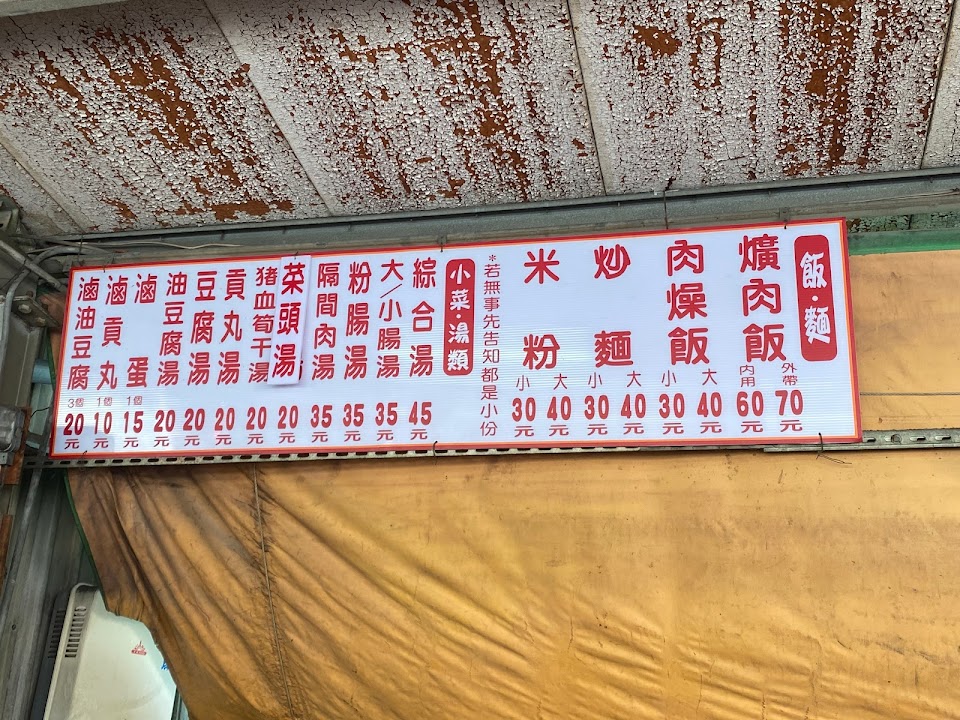 飯·麵
爌肉飯
內用 外帶
60元 70元
肉燥飯
小 大
30元 40元
炒麵
小 大
30元 40元
米粉
小 大
30元 40元
*若無事先告知都是小份
小菜·湯類
綜合湯
45元
大/小腸湯
35元
粉腸湯
35元
隔間肉湯
35元
菜頭湯
20元
猪血筍干湯
20元
貢丸湯
20元
豆腐湯
20元
油豆腐湯
20元
滷蛋
1個
15元
滷貢丸
1個
10元
滷油豆腐
3個
20元